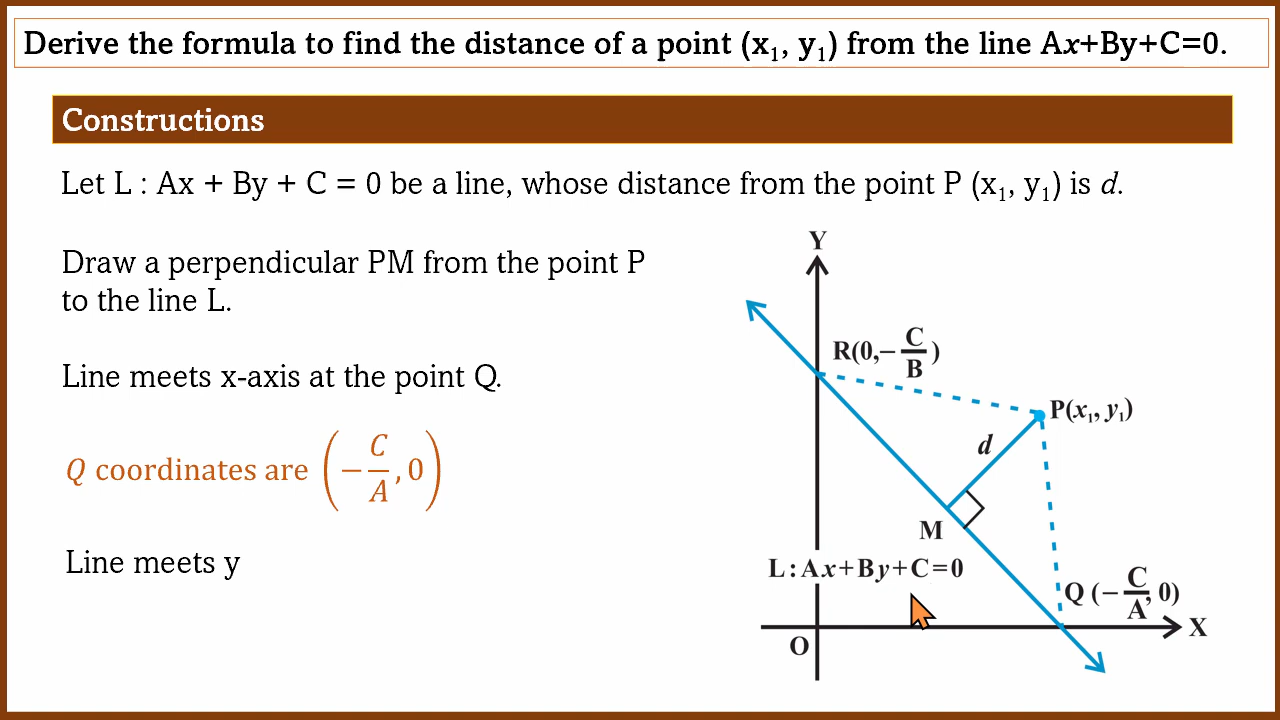 Derive the formula to find the distance of a point (x₁, y₁) from the line Ax+By+C=0.
Constructions
Let L : Ax + By + C = 0 be a line, whose distance from the point P (x₁, y₁) is d.
Draw a perpendicular PM from the point P
to the line L.
Line meets x-axis at the point Q.
Q coordinates are (−C/A, 0)
Line meets y
Y
R(0,−C/B)
P(x₁, y₁)
d
M
L:Ax+By+C=0
Q (−C/A, 0)
X
O